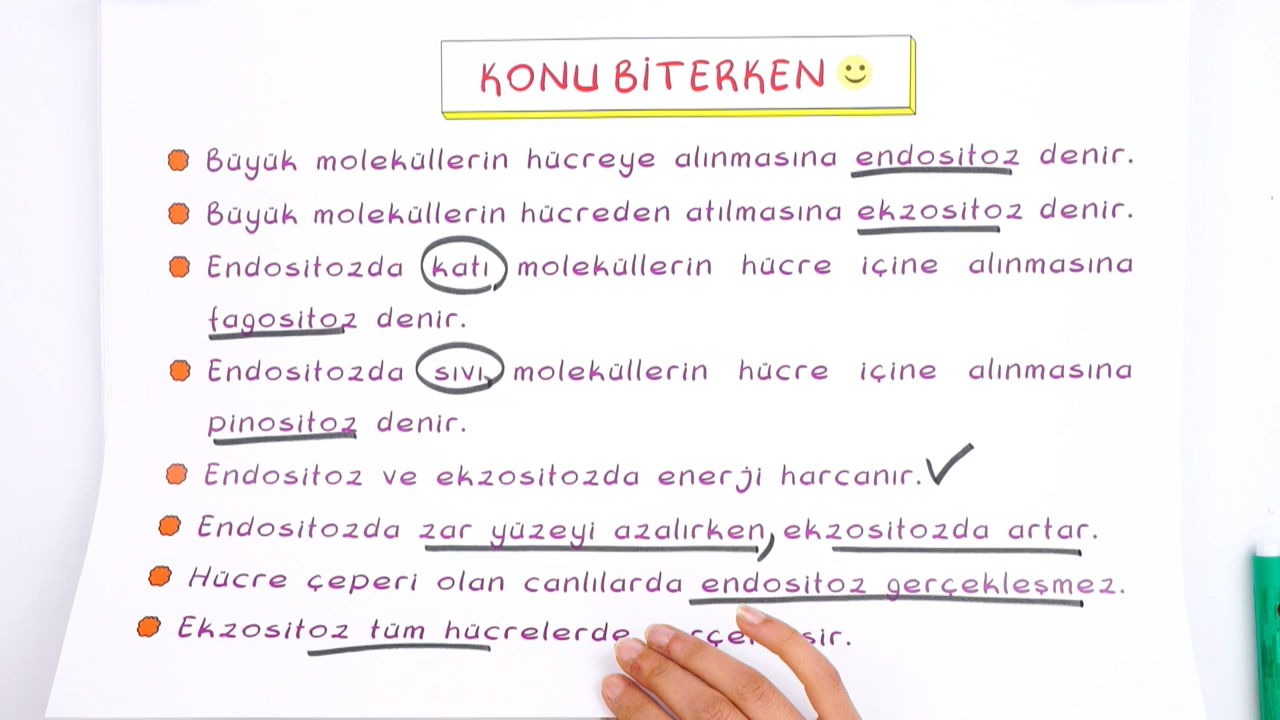 KONU BİTERKEN
Büyük moleküllerin hücreye alınmasına endositoz denir.
Büyük moleküllerin hücreden atılmasına ekzositoz denir.
Endositozda katı moleküllerin hücre içine alınmasına
fagositoz denir.
Endositozda sıvı moleküllerin hücre içine alınmasına
pinositoz denir.
Endositoz ve ekzositozda enerji harcanır.
Endositozda zar yüzeyi azalırken, ekzositozda artar.
Hücre çeperi olan canlılarda endositoz gerçekleşmez.
Ekzositoz tüm hücrelerde